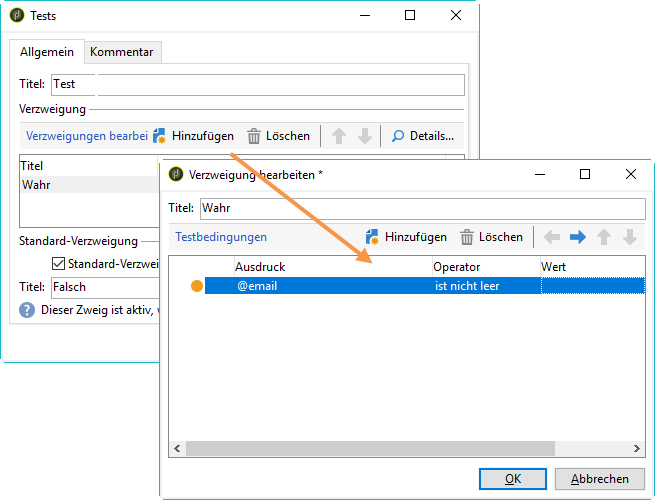 Tests
Allgemein Kommentar
Titel: Test
Verzweigung
Verzweigungen bearbei Hinzufügen Löschen Details...
Titel
Wahr
Standard-Verzweigung
Standard-Verzwei
Titel: Falsch
Dieser Zweig ist aktiv,
Verzweigung bearbeiten *
Titel: Wahr
Testbedingungen Hinzufügen Löschen
Ausdruck Operator Wert
@email ist nicht leer
OK Abbrechen